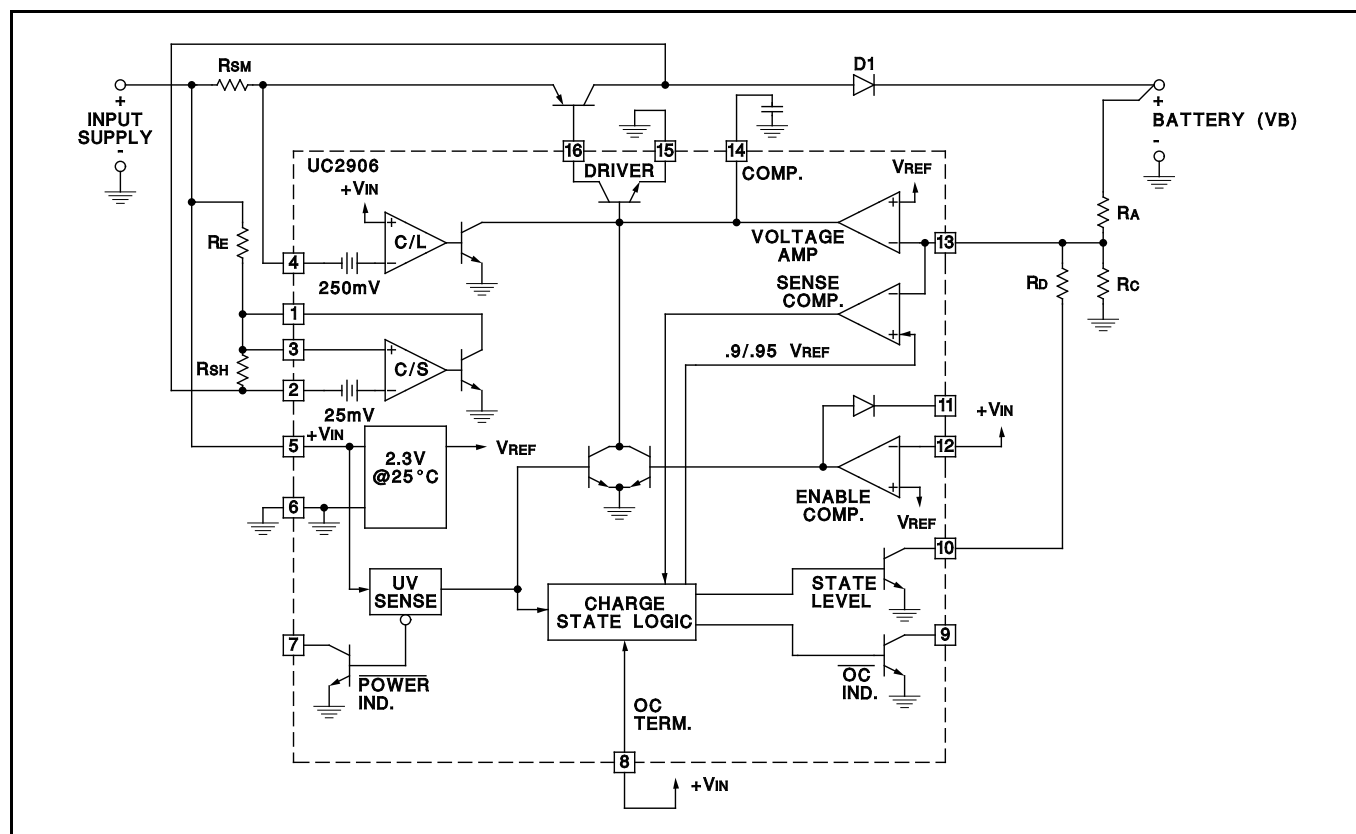 RSM
D1
+
INPUT
SUPPLY
-
+
BATTERY (VB)
-
16
15
14
DRIVER
COMP.
UC2906
+VIN
VREF
+
C/L
-
VOLTAGE
AMP
+
-
13
RA
RE
4
250mV
SENSE
COMP.
-
+
RD
RC
1
3
RSH
+
C/S
-
2
25mV
.9/.95 VREF
11
+VIN
5
+VIN
2.3V
@25°C
VREF
12
-
+
ENABLE
COMP.
VREF
6
10
UV
SENSE
CHARGE
STATE LOGIC
STATE
LEVEL
7
9
POWER
IND.
OC
IND.
OC
TERM.
8
+VIN